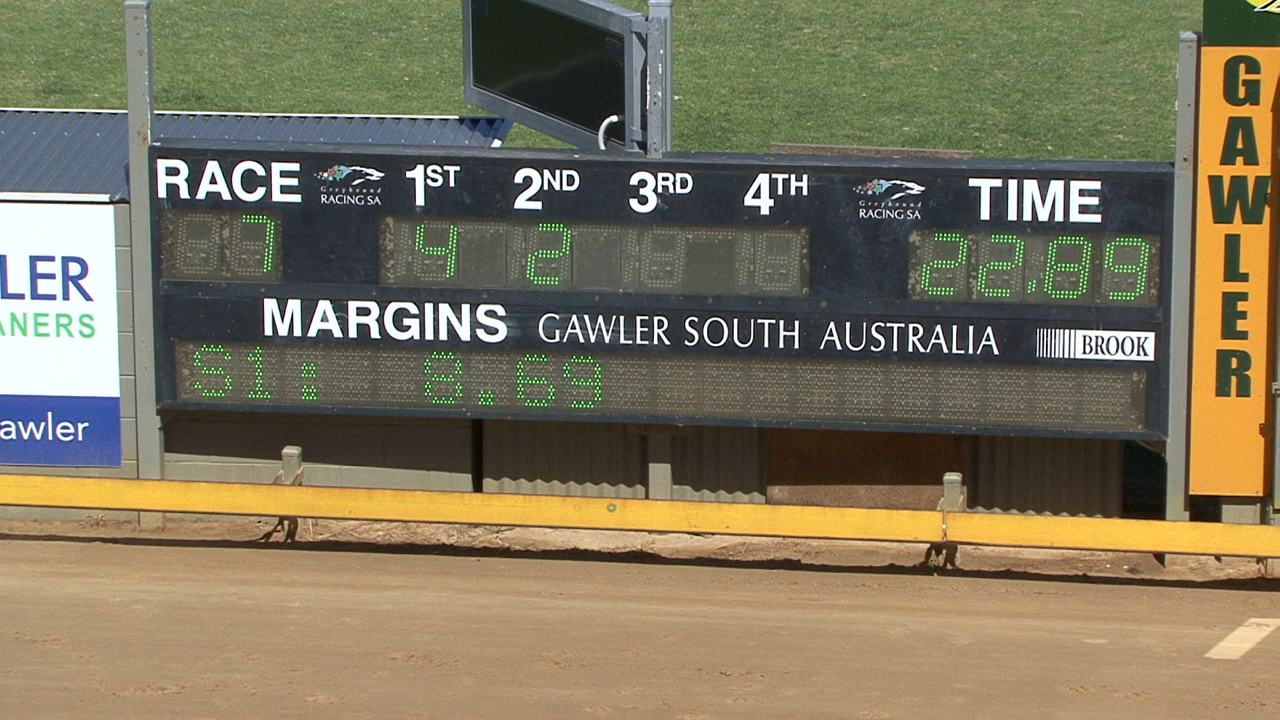 RACE
Greyhound
RACING SA
1ST 2ND 3RD 4TH
Greyhound
RACING SA
TIME
7 4 2 22.89
MARGINS GAWLER SOUTH AUSTRALIA BROOK
S1: 8.69
LER
ANERS
awler
GAWLER